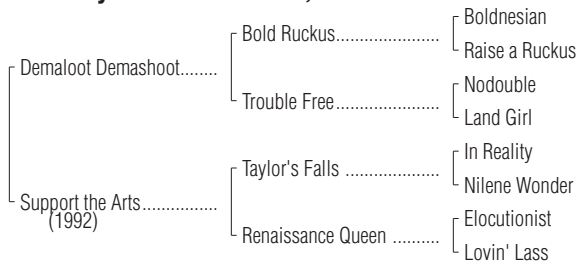 Boldnesian
Bold Ruckus
Raise a Ruckus
Demaloot Demashoot
Nodouble
Trouble Free
Land Girl
In Reality
Taylor's Falls
Nilene Wonder
Support the Arts
(1992)
Elocutionist
Renaissance Queen
Lovin' Lass